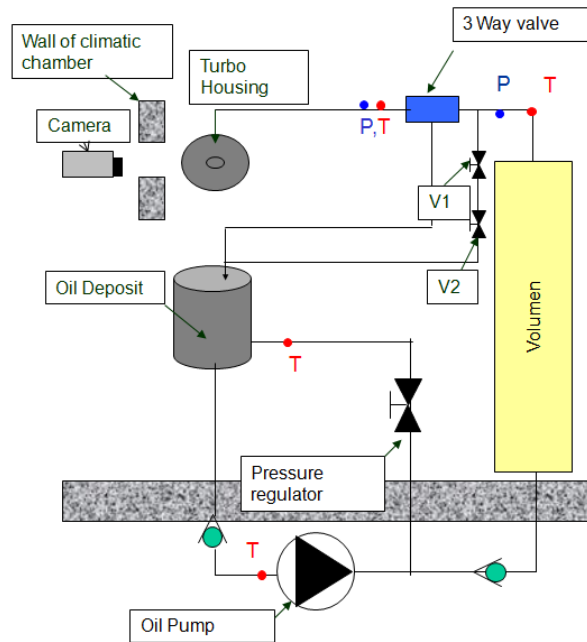 3 Way valve
Wall of climatic
chamber
Turbo
Housing
Camera
P
T
P,T
V1
V2
Oil Deposit
T
Volumen
Pressure
regulator
T
Oil Pump